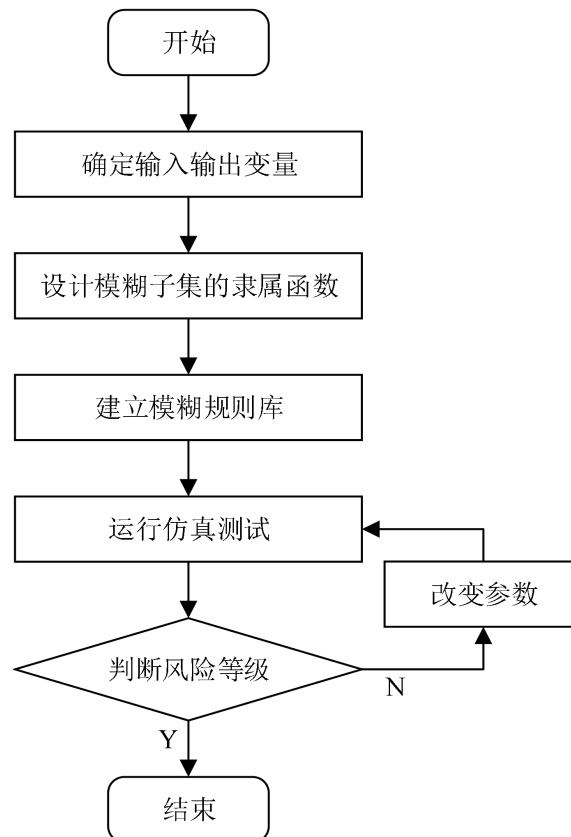 开始
确定输入输出变量
设计模糊子集的隶属函数
建立模糊规则库
运行仿真测试
改变参数
判断风险等级
N
Y
结束